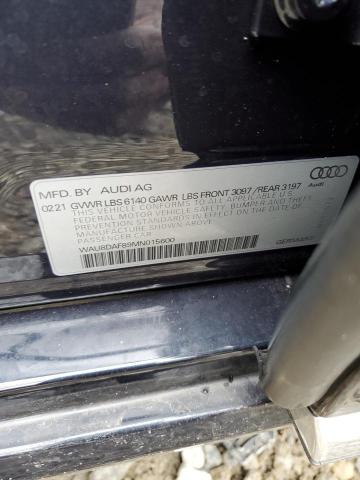 MFD. BY AUDI AG
0221 GVWR LBS 6140 GAWR LBS FRONT 3097 / REAR 3197
Audi
THIS VEHICLE CONFORMS TO ALL APPLICABLE U.S.
FEDERAL MOTOR VEHICLE SAFETY, BUMPER AND THEFT
PREVENTION STANDARDS IN EFFECT ON THE DATE OF
MANUFACTURE SHOWN ABOVE.
PASSENGER CAR
WAU8DAF89MN015600